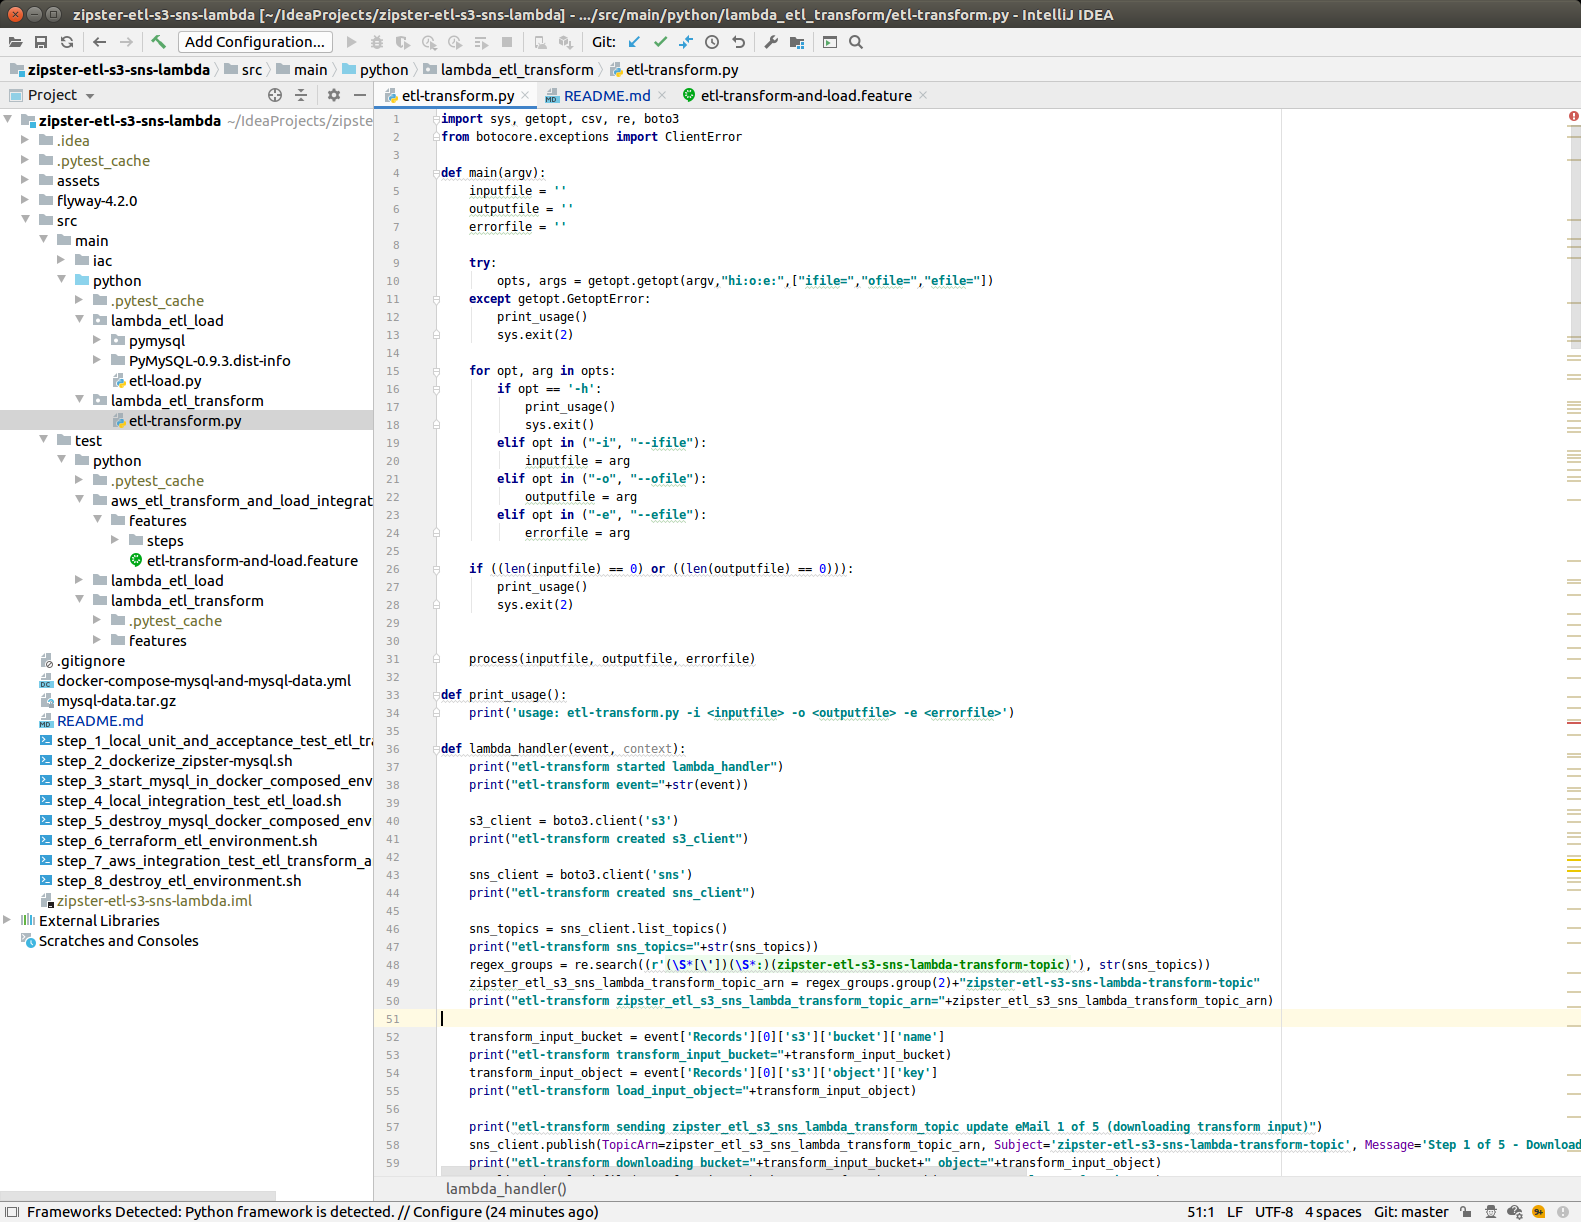 zipster-etl-s3-sns-lambda [~/IdeaProjects/zipster-etl-s3-sns-lambda] - .../src/main/python/lambda_etl_transform/etl-transform.py - IntelliJ IDEA
Add Configuration...
Git:
zipster-etl-s3-sns-lambda src main python lambda_etl_transform etl-transform.py
Project
etl-transform.py README.md etl-transform-and-load.feature
zipster-etl-s3-sns-lambda ~/IdeaProjects/zipste
.idea
.pytest_cache
assets
flyway-4.2.0
src
main
iac
python
.pytest_cache
lambda_etl_load
pymysql
PyMySQL-0.9.3.dist-info
etl-load.py
lambda_etl_transform
etl-transform.py
test
python
.pytest_cache
aws_etl_transform_and_load_integrat
features
steps
etl-transform-and-load.feature
lambda_etl_load
lambda_etl_transform
.pytest_cache
features
.gitignore
docker-compose-mysql-and-mysql-data.yml
mysql-data.tar.gz
README.md
step_1_local_unit_and_acceptance_test_etl_tr
step_2_dockerize_zipster-mysql.sh
step_3_start_mysql_in_docker_composed_env
step_4_local_integration_test_etl_load.sh
step_5_destroy_mysql_docker_composed_env
step_6_terraform_etl_environment.sh
step_7_aws_integration_test_etl_transform_a
step_8_destroy_etl_environment.sh
zipster-etl-s3-sns-lambda.iml
External Libraries
Scratches and Consoles
1 import sys, getopt, csv, re, boto3
2 from botocore.exceptions import ClientError
3
4 def main(argv):
5     inputfile = ''
6     outputfile = ''
7     errorfile = ''
8
9     try:
10         opts, args = getopt.getopt(argv,"hi:o:e:",["ifile=","ofile=","efile="])
11     except getopt.GetoptError:
12         print_usage()
13         sys.exit(2)
14
15     for opt, arg in opts:
16         if opt == '-h':
17             print_usage()
18             sys.exit()
19         elif opt in ("-i", "--ifile"):
20             inputfile = arg
21         elif opt in ("-o", "--ofile"):
22             outputfile = arg
23         elif opt in ("-e", "--efile"):
24             errorfile = arg
25
26     if ((len(inputfile) == 0) or ((len(outputfile) == 0))):
27         print_usage()
28         sys.exit(2)
29
30
31     process(inputfile, outputfile, errorfile)
32
33 def print_usage():
34     print('usage: etl-transform.py -i <inputfile> -o <outputfile> -e <errorfile>')
35
36 def lambda_handler(event, context):
37     print("etl-transform started lambda_handler")
38     print("etl-transform event="+str(event))
39
40     s3_client = boto3.client('s3')
41     print("etl-transform created s3_client")
42
43     sns_client = boto3.client('sns')
44     print("etl-transform created sns_client")
45
46     sns_topics = sns_client.list_topics()
47     print("etl-transform sns_topics="+str(sns_topics))
48     regex_groups = re.search((r'(\S*[\'])(\S*:)(zipster-etl-s3-sns-lambda-transform-topic)'), str(sns_topics))
49     zipster_etl_s3_sns_lambda_transform_topic_arn = regex_groups.group(2)+"zipster-etl-s3-sns-lambda-transform-topic"
50     print("etl-transform zipster_etl_s3_sns_lambda_transform_topic_arn="+zipster_etl_s3_sns_lambda_transform_topic_arn)
51
52     transform_input_bucket = event['Records'][0]['s3']['bucket']['name']
53     print("etl-transform transform_input_bucket="+transform_input_bucket)
54     transform_input_object = event['Records'][0]['s3']['object']['key']
55     print("etl-transform load_input_object="+transform_input_object)
56
57     print("etl-transform sending zipster_etl_s3_sns_lambda_transform_topic update eMail 1 of 5 (downloading transform input)")
58     sns_client.publish(TopicArn=zipster_etl_s3_sns_lambda_transform_topic_arn, Subject='zipster-etl-s3-sns-lambda-transform-topic', Message='Step 1 of 5 - Download
59     print("etl-transform downloading bucket="+transform_input_bucket+" object="+transform_input_object)
lambda_handler()
Frameworks Detected: Python framework is detected. // Configure (24 minutes ago)
51:1 LF UTF-8 4 spaces Git: master 9+